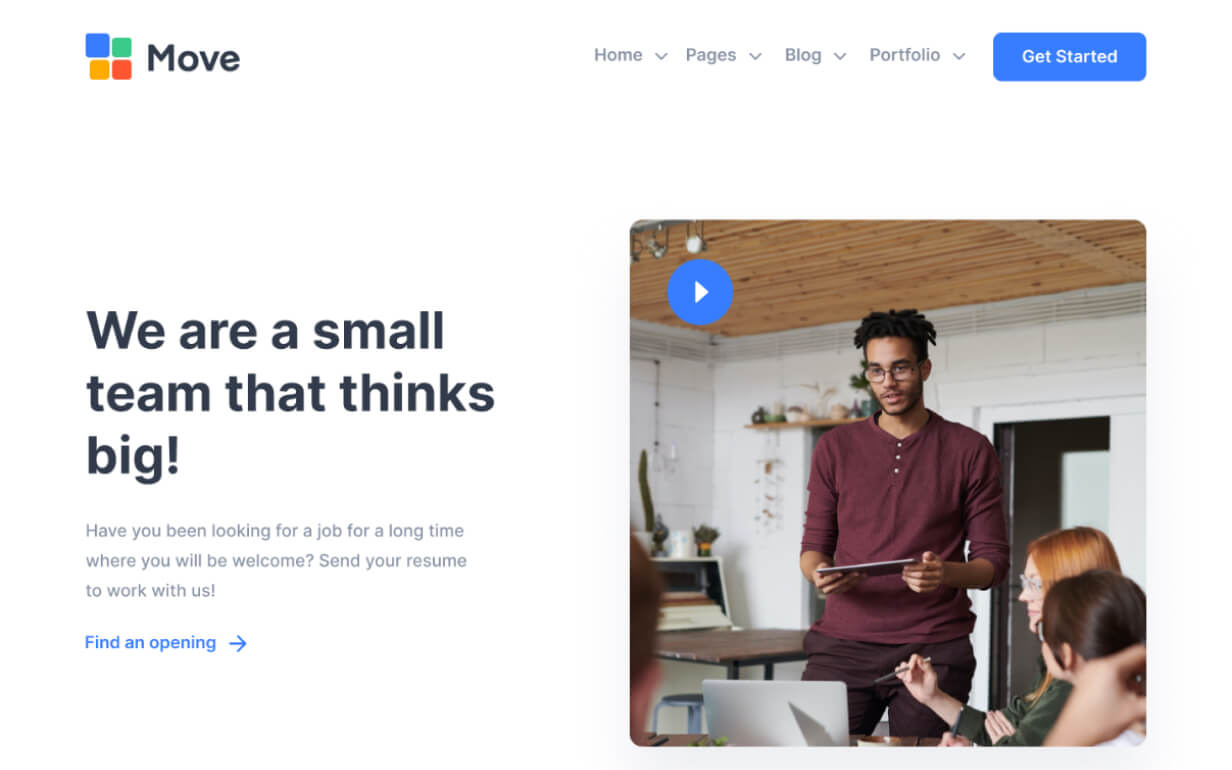 Move
Home Pages Blog Portfolio Get Started
We are a small
team that thinks
big!
Have you been looking for a job for a long time
where you will be welcome? Send your resume
to work with us!
Find an opening